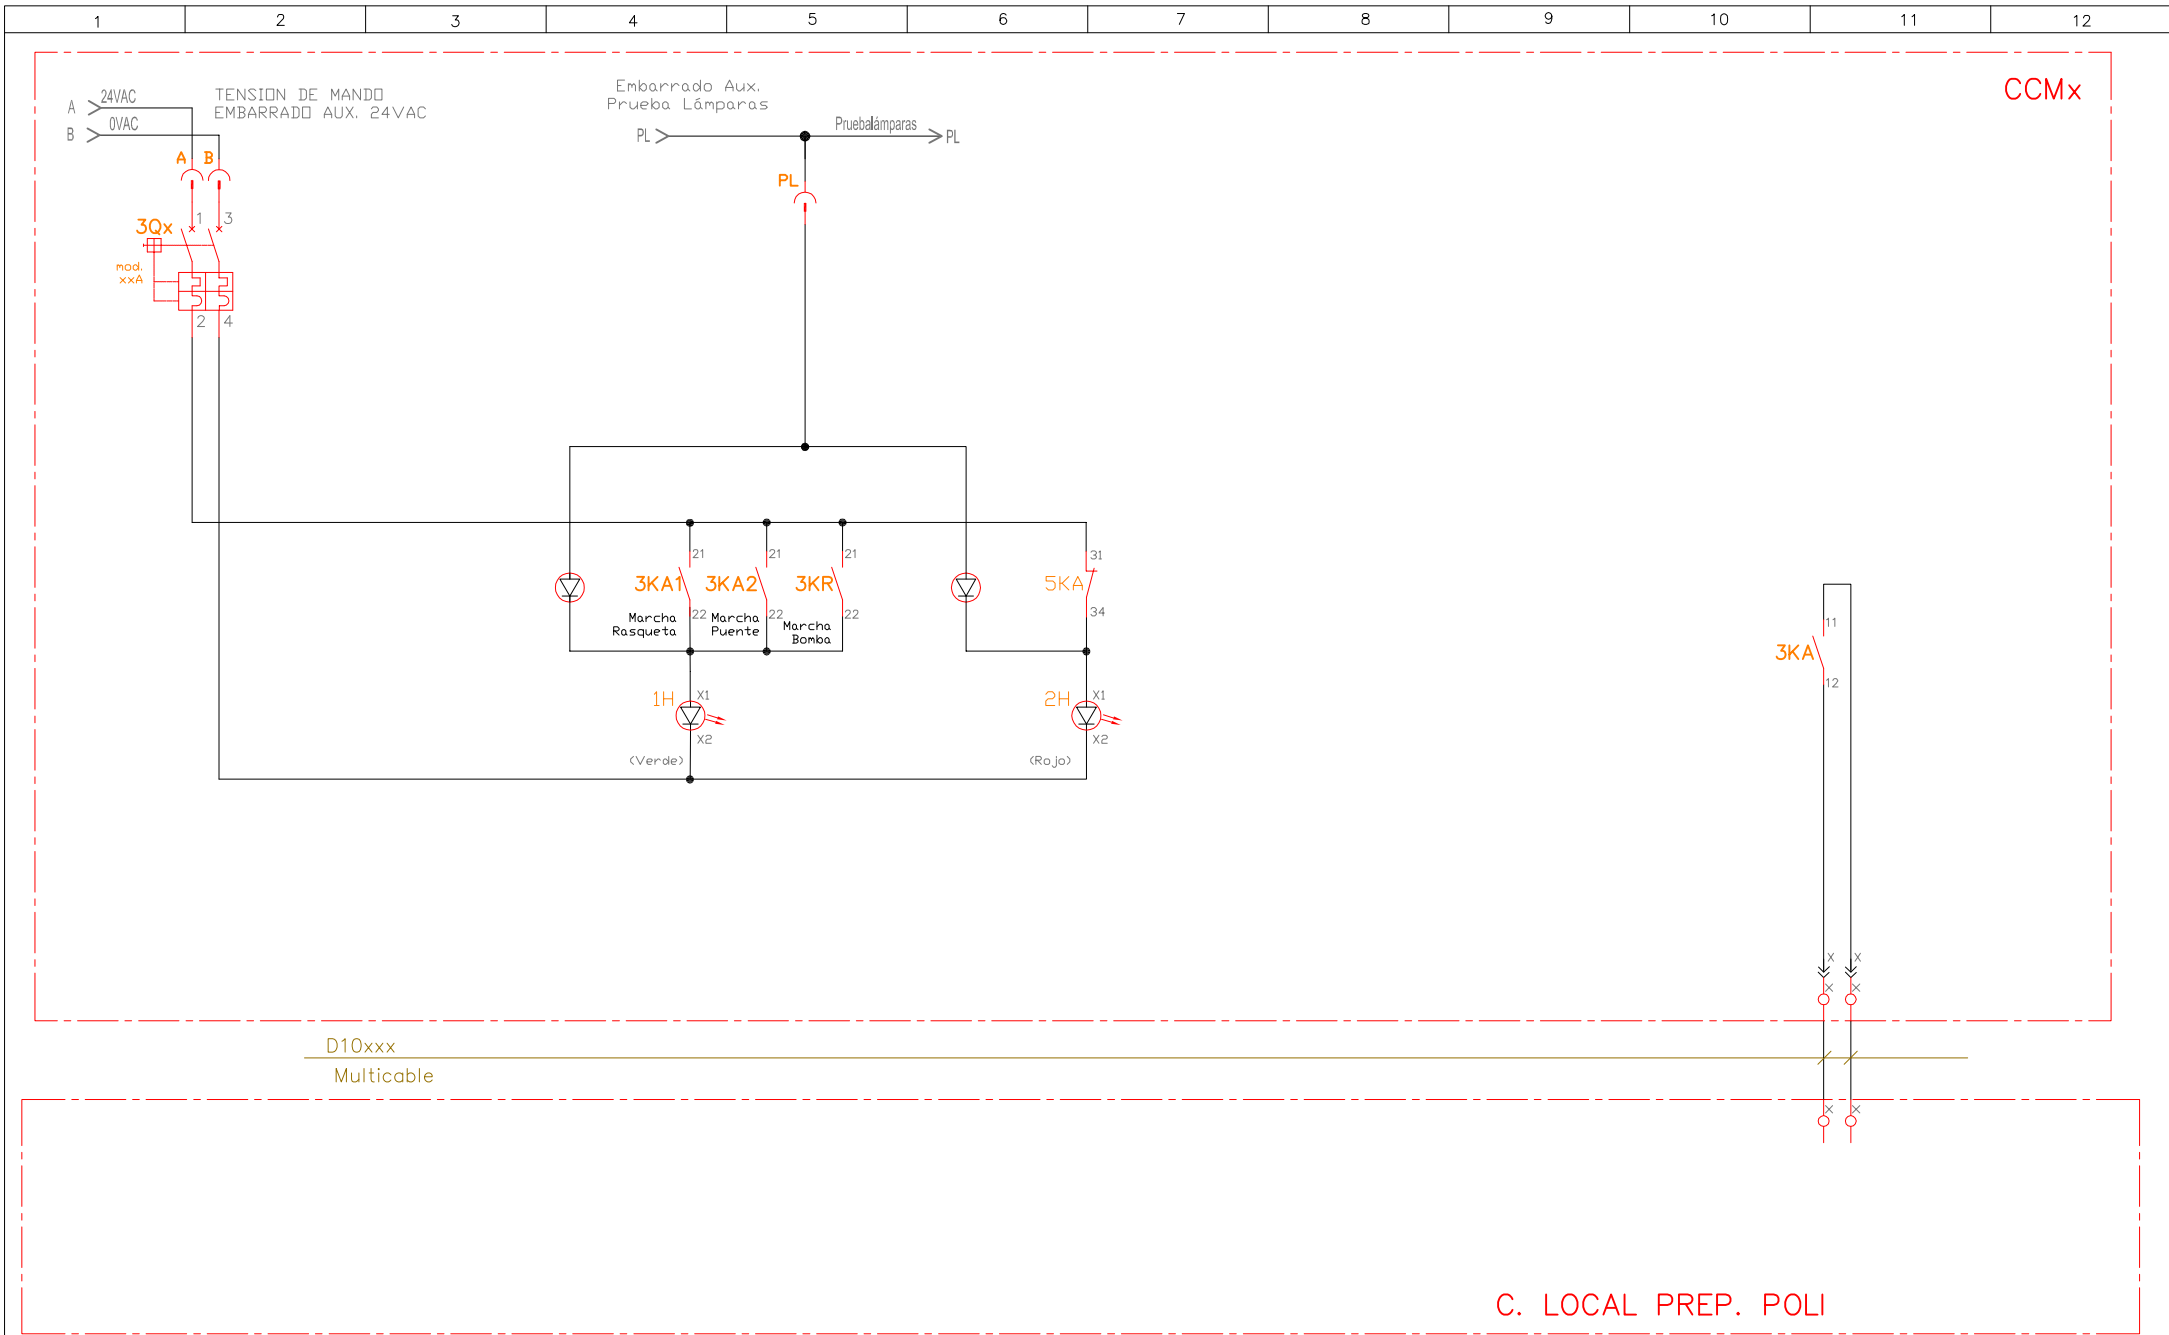 1 2 3 4 5 6 7 8 9 10 11 12
CCMx
A 24VAC
B 0VAC
TENSION DE MANDO
EMBARRADO AUX. 24VAC
Embarrado Aux.
Prueba Lámparas
PL Pruebalámparas PL
A B
PL
1 3
3Qx
mod.
xxA
2 4
21 21 21 31
3KA1 3KA2 3KR 5KA
22 22 22 34
Marcha
Rasqueta
Marcha
Puente
Marcha
Bomba
11
3KA
12
1H X1
X2
(Verde)
2H X1
X2
(Rojo)
x x
x x
D10xxx
Multicable
x x
C. LOCAL PREP. POLI